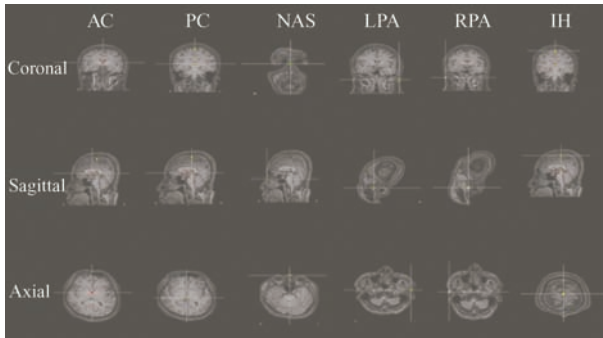 AC PC NAS LPA RPA IH
Coronal
Sagittal
Axial